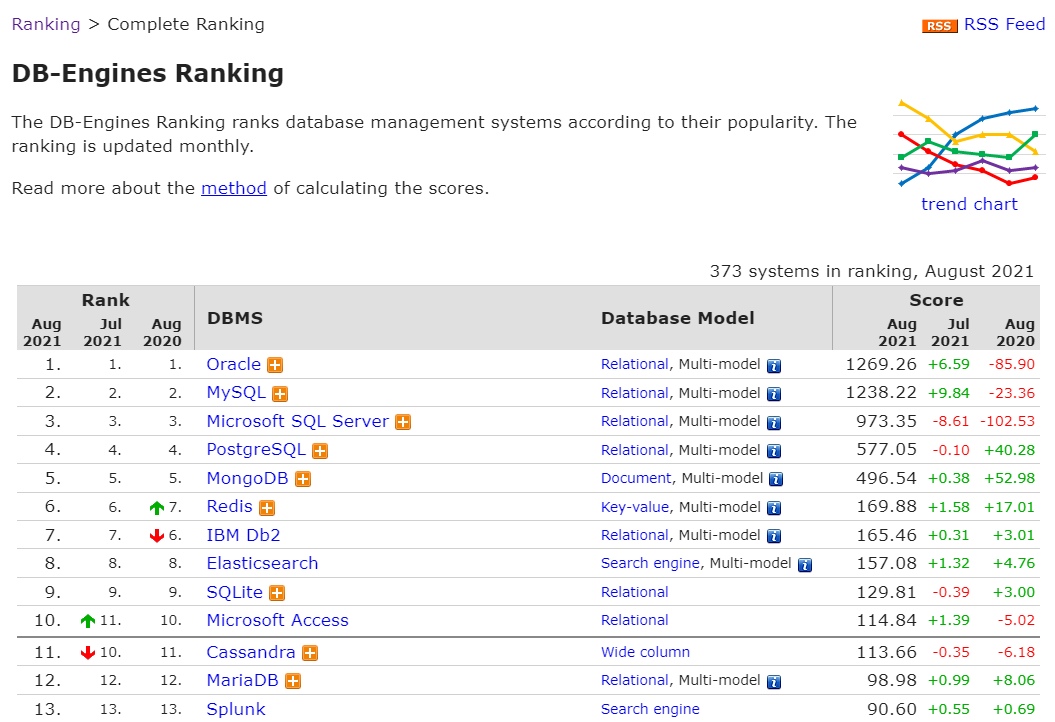 Ranking > Complete Ranking
RSS RSS Feed
DB-Engines Ranking
The DB-Engines Ranking ranks database management systems according to their popularity. The
ranking is updated monthly.
Read more about the method of calculating the scores.
trend chart
373 systems in ranking, August 2021
Rank DBMS Database Model Score
Aug Jul Aug Aug Jul Aug
2021 2021 2020 2021 2021 2020
1. 1. 1. Oracle Relational, Multi-model 1269.26 +6.59 -85.90
2. 2. 2. MySQL Relational, Multi-model 1238.22 +9.84 -23.36
3. 3. 3. Microsoft SQL Server Relational, Multi-model 973.35 -8.61 -102.53
4. 4. 4. PostgreSQL Relational, Multi-model 577.05 -0.10 +40.28
5. 5. 5. MongoDB Document, Multi-model 496.54 +0.38 +52.98
6. 6. 7. Redis Key-value, Multi-model 169.88 +1.58 +17.01
7. 7. 6. IBM Db2 Relational, Multi-model 165.46 +0.31 +3.01
8. 8. 8. Elasticsearch Search engine, Multi-model 157.08 +1.32 +4.76
9. 9. 9. SQLite Relational 129.81 -0.39 +3.00
10. 11. 10. Microsoft Access Relational 114.84 +1.39 -5.02
11. 10. 11. Cassandra Wide column 113.66 -0.35 -6.18
12. 12. 12. MariaDB Relational, Multi-model 98.98 +0.99 +8.06
13. 13. 13. Splunk Search engine 90.60 +0.55 +0.69